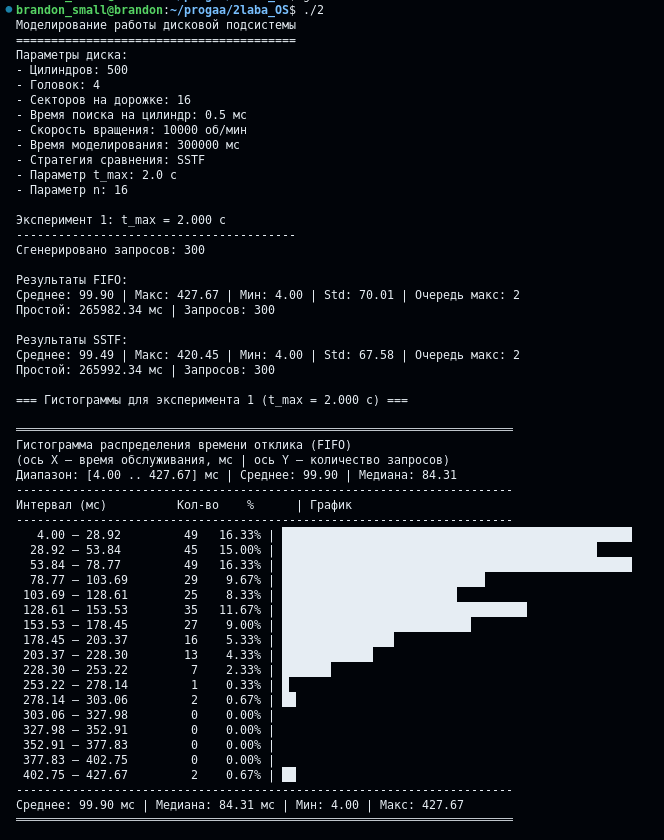 brandon_small@brandon:~/progaa/2laba_OS$ ./2
Моделирование работы дисковой подсистемы
========================================
Параметры диска:
- Цилиндров: 500
- Головок: 4
- Секторов на дорожке: 16
- Время поиска на цилиндр: 0.5 мс
- Скорость вращения: 10000 об/мин
- Время моделирования: 300000 мс
- Стратегия сравнения: SSTF
- Параметр t_max: 2.0 с
- Параметр n: 16
Эксперимент 1: t_max = 2.000 с
----------------------------------------
Сгенерировано запросов: 300
Результаты FIFO:
Среднее: 99.90 | Макс: 427.67 | Мин: 4.00 | Std: 70.01 | Очередь макс: 2
Простой: 265982.34 мс | Запросов: 300
Результаты SSTF:
Среднее: 99.49 | Макс: 420.45 | Мин: 4.00 | Std: 67.58 | Очередь макс: 2
Простой: 265992.34 мс | Запросов: 300
=== Гистограммы для эксперимента 1 (t_max = 2.000 с) ===
Гистограмма распределения времени отклика (FIFO)
(ось X — время обслуживания, мс | ось Y — количество запросов)
Диапазон: [4.00 .. 427.67] мс | Среднее: 99.90 | Медиана: 84.31
-----------------------------------------------------------------------
Интервал (мс) Кол-во % | График
-----------------------------------------------------------------------
4.00 — 28.92 49 16.33% |
28.92 — 53.84 45 15.00% |
53.84 — 78.77 49 16.33% |
78.77 — 103.69 29 9.67% |
103.69 — 128.61 25 8.33% |
128.61 — 153.53 35 11.67% |
153.53 — 178.45 27 9.00% |
178.45 — 203.37 16 5.33% |
203.37 — 228.30 13 4.33% |
228.30 — 253.22 7 2.33% |
253.22 — 278.14 1 0.33% |
278.14 — 303.06 2 0.67% |
303.06 — 327.98 0 0.00% |
327.98 — 352.91 0 0.00% |
352.91 — 377.83 0 0.00% |
377.83 — 402.75 0 0.00% |
402.75 — 427.67 2 0.67% |
-----------------------------------------------------------------------
Среднее: 99.90 мс | Медиана: 84.31 мс | Мин: 4.00 | Макс: 427.67